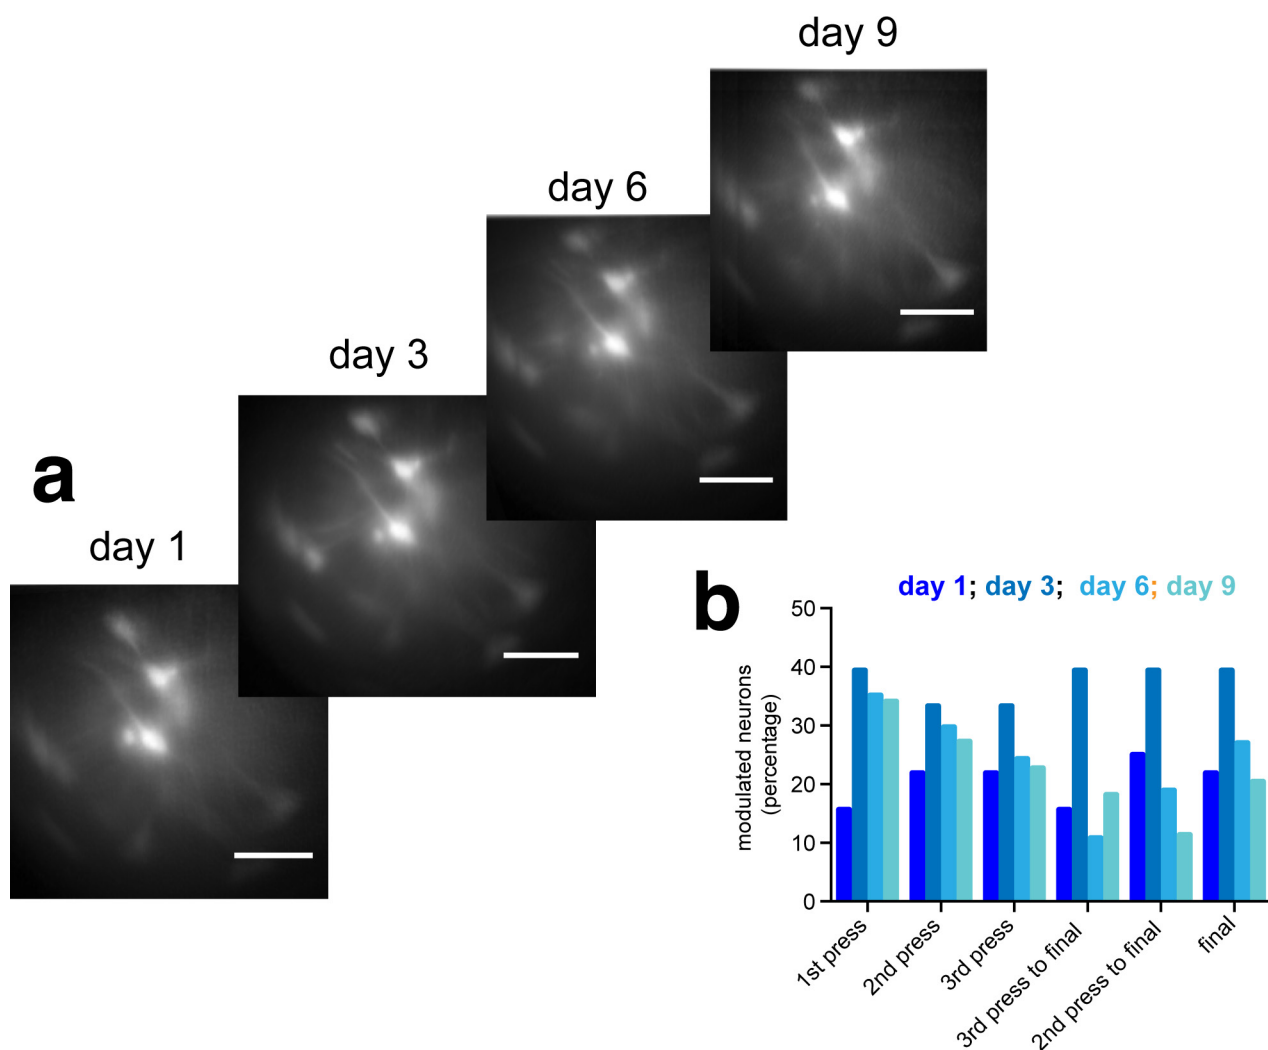 day 9
day 6
day 3
a
day 1
b
day 1; day 3; day 6; day 9
50
40
30
20
10
0
modulated neurons
(percentage)
1st press
2nd press
3rd press
3rd press to final
2nd press to final
final